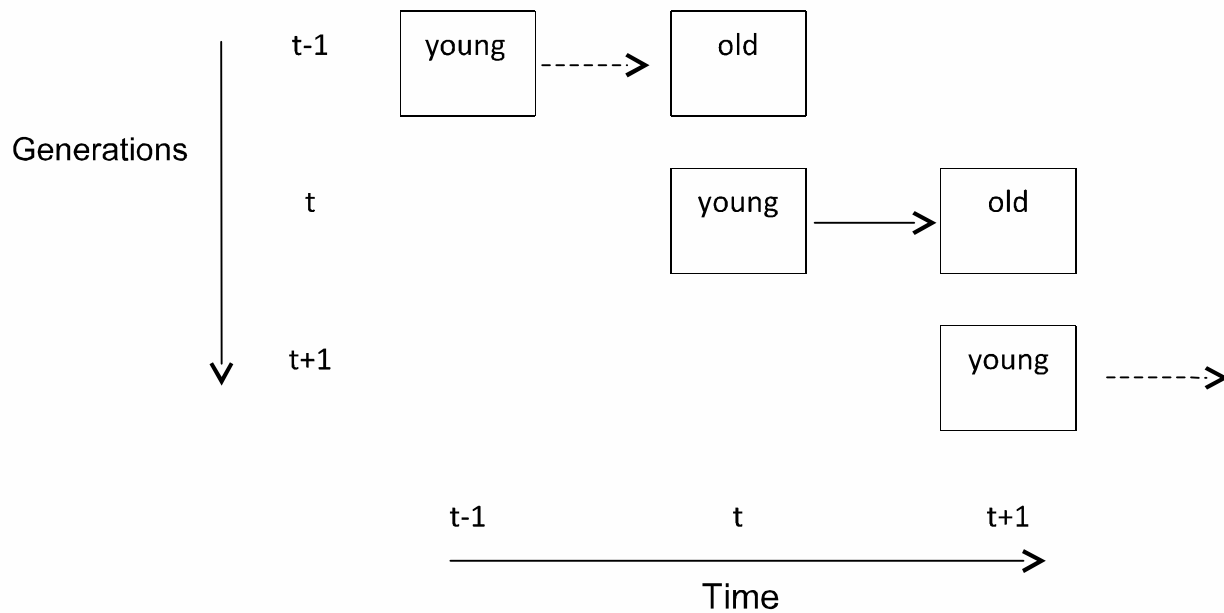 t-1 young old
Generations
t young old
t+1 young
t-1 t t+1
Time